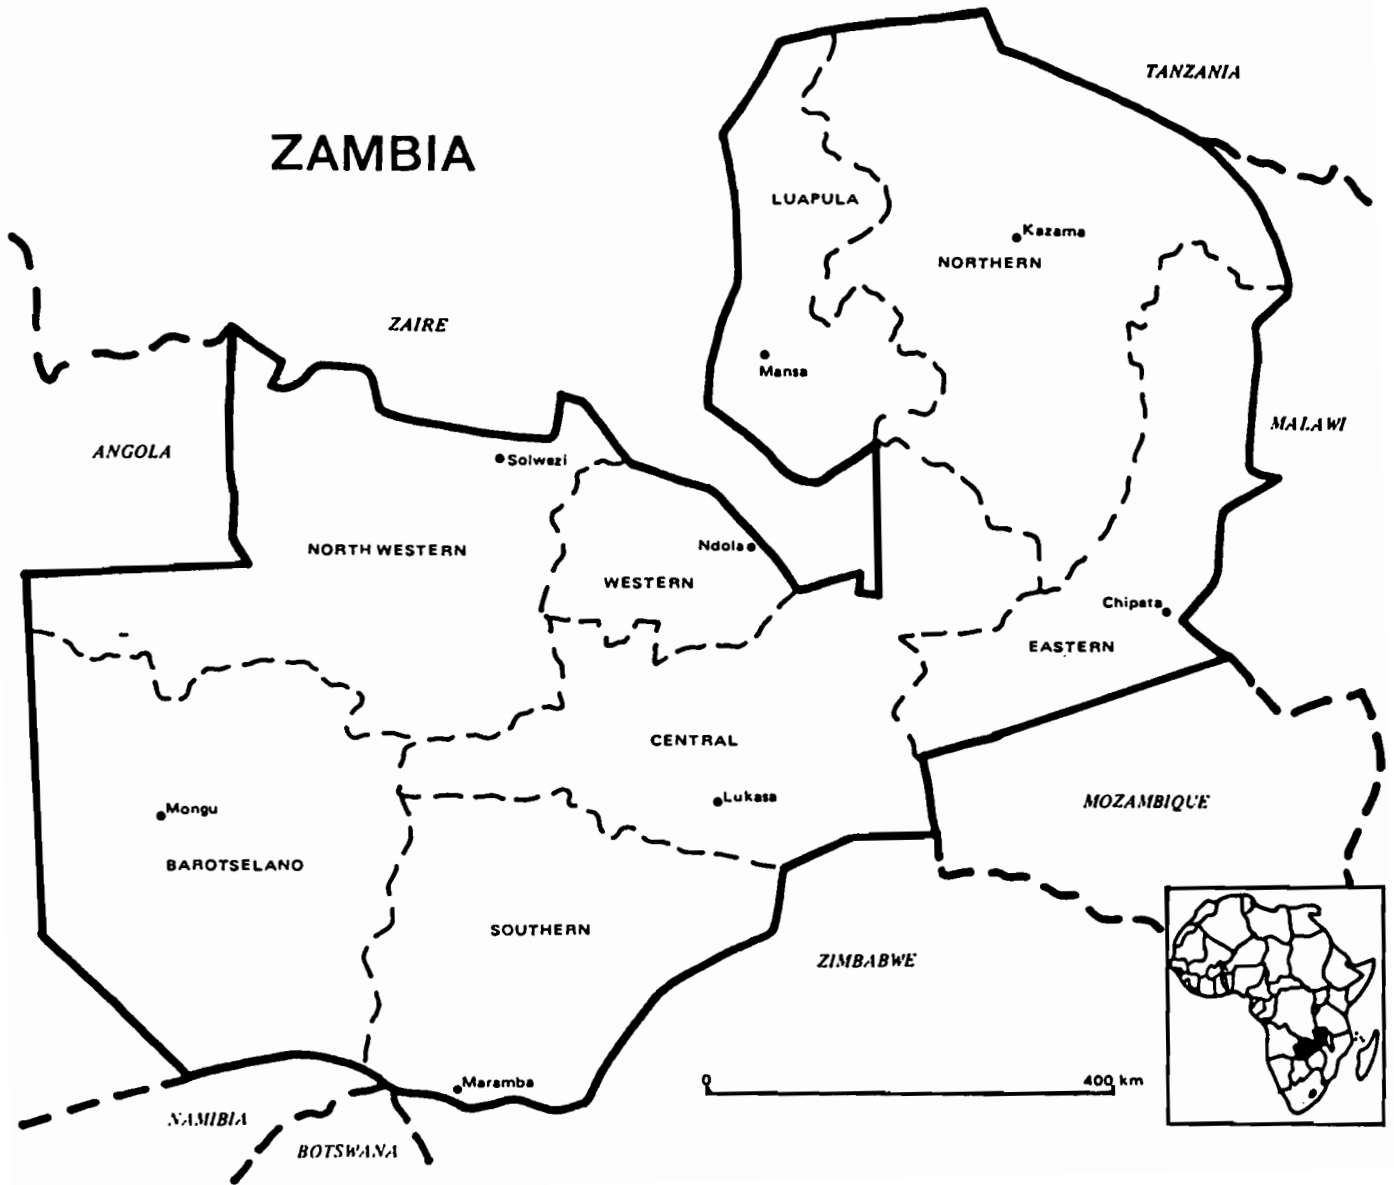 TANZANIA
ZAMBIA
LUAPULA
Kazama
NORTHERN
ZAIRE
Mansa
MALAWI
ANGOLA
Solwezi
NORTH WESTERN
Ndola
WESTERN
Chipata
EASTERN
CENTRAL
Lukasa
MOZAMBIQUE
Mongu
BAROTSELANO
SOUTHERN
ZIMBABWE
Maramba
0 400 km
NAMIBIA
BOTSWANA